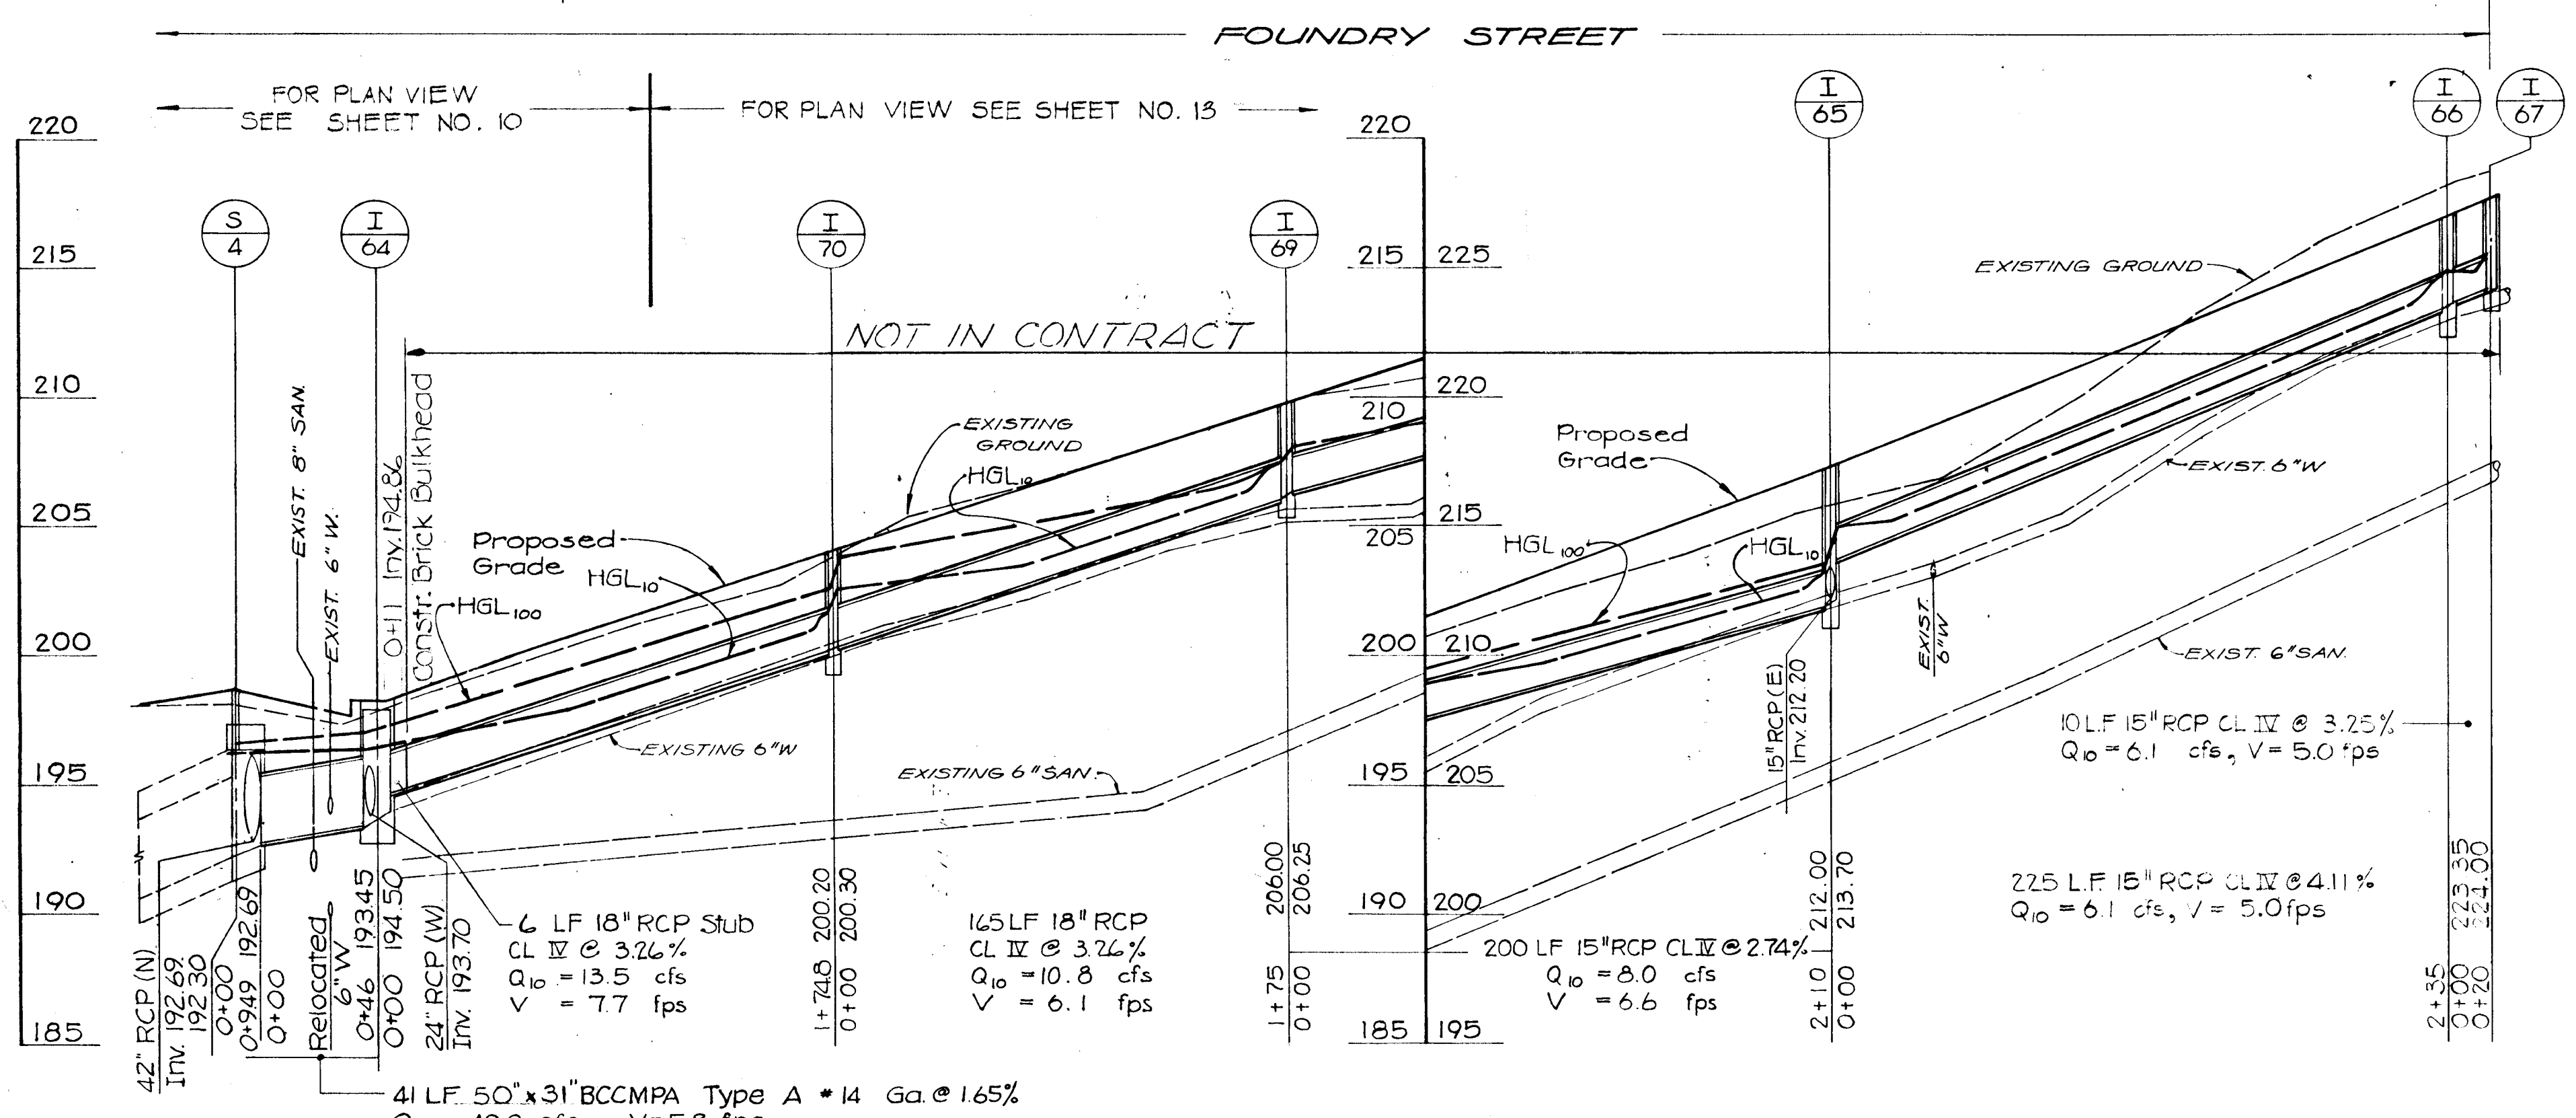 FOUNDRY STREET
FOR PLAN VIEW
SEE SHEET NO. 10
FOR PLAN VIEW SEE SHEET NO. 13
I
65
I
66
I
67
S
4
I
64
I
70
I
69
220
215
210
205
200
195
190
185
220
215
210
205
200
195
190
185
225
220
215
210
205
200
195
NOT IN CONTRACT
EXISTING GROUND
EXIST. 8" SAN.
EXIST. 6" W.
0+11 Inv. 194.86
Constr. Brick Bulkhead
Proposed
Grade
HGL10
HGL100
EXISTING
GROUND
HGL10
EXISTING 6"W
EXISTING 6"SAN.
Proposed
Grade
HGL100
HGL10
EXIST. 6"W
EXIST.
6"W
EXIST. 6"SAN.
15" RCP (E)
Inv. 212.20
10 L.F. 15" RCP CL IV @ 3.25%
Q10 = 6.1 cfs, V = 5.0 fps
225 L.F. 15" RCP CL IV @ 4.11%
Q10 = 6.1 cfs, V = 5.0 fps
42" RCP (N)
Inv. 192.69
192.30
0+00
0+949 192.69
0+00
Relocated
6"W
0+46 193.45
0+00 194.50
24" RCP (W)
Inv. 193.70
6 LF 18" RCP Stub
CL IV @ 3.26%
Q10 = 13.5 cfs
V = 7.7 fps
1+74.8 200.20
0+00 200.30
165 LF 18" RCP
CL IV @ 3.26%
Q10 = 10.8 cfs
V = 6.1 fps
1+75 206.00
0+00 206.25
200 LF 15" RCP CL IV @ 2.74%
Q10 = 8.0 cfs
V = 6.6 fps
2+10 212.00
0+00 213.70
2+35
0+00 223.35
0+20 224.00
41 LF 50" x 31" BCCMPA Type A #14 Ga. @ 1.65%